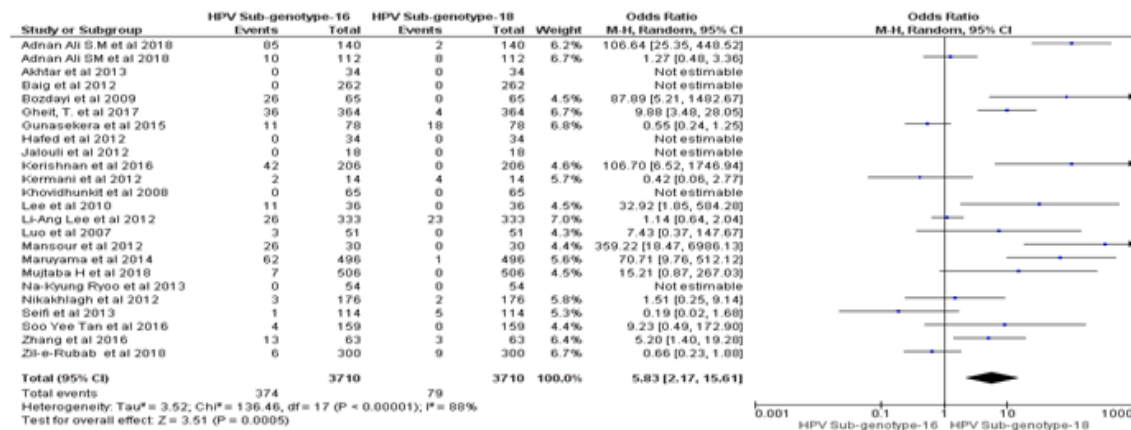 HPV Sub-genotype-16 HPV Sub-genotype-18 Odds Ratio Odds Ratio
Study or Subgroup Events Total Events Total Weight M-H, Random, 95% CI M-H, Random, 95% CI
Adnan Ali S.M et al 2018 85 140 2 140 6.2% 106.64 [25.35, 448.52]
Adnan Ali SM et al 2018 10 112 8 112 6.7% 1.27 [0.48, 3.36]
Akhtar et al 2013 0 34 0 34 Not estimable
Baig et al 2012 0 262 0 262 Not estimable
Bozdayi et al 2009 26 65 0 65 4.5% 87.89 [5.21, 1482.67]
Gheit, T. et al 2017 36 364 4 364 6.7% 9.88 [3.48, 28.05]
Gunasekera et al 2015 11 78 18 78 6.8% 0.55 [0.24, 1.25]
Hafed et al 2012 0 34 0 34 Not estimable
Jalouli et al 2012 0 18 0 18 Not estimable
Kerishnan et al 2016 42 206 0 206 4.6% 106.70 [6.52, 1746.94]
Kermani et al 2012 2 14 4 14 5.7% 0.42 [0.06, 2.77]
Khovidhunkit et al 2008 0 65 0 65 Not estimable
Lee et al 2010 11 36 0 36 4.5% 32.92 [1.85, 584.28]
Li-Ang Lee et al 2012 26 333 23 333 7.0% 1.14 [0.64, 2.04]
Luo et al 2007 3 51 0 51 4.4% 7.43 [0.37, 147.67]
Mansour et al 2012 26 30 0 30 4.4% 359.22 [18.47, 6986.13]
Maruyama et al 2014 62 496 1 496 5.6% 70.71 [9.76, 512.12]
Mujtaba H et al 2018 7 506 0 506 4.5% 15.21 [0.87, 267.03]
Na-Kyung Ryoo et al 2013 0 54 0 54 Not estimable
Nikakhlagh et al 2012 3 176 2 176 5.8% 1.51 [0.25, 9.14]
Seifi et al 2013 1 114 5 114 5.3% 0.19 [0.02, 1.68]
Soo Yee Tan et al 2016 4 159 0 159 4.4% 9.23 [0.49, 172.90]
Zhang et al 2016 13 63 3 63 6.3% 5.20 [1.40, 19.28]
Zil-e-Rubab et al 2018 6 300 9 300 6.6% 0.66 [0.23, 1.88]
Total (95% CI) 3710 3710 100.0% 5.83 [2.17, 15.61]
Total events 374 79
Heterogeneity: Tau² = 3.52; Chi² = 136.46, df = 17 (P < 0.00001); I² = 88%
Test for overall effect: Z = 3.51 (P = 0.0005)
0.001 0.1 1 10 1000
HPV Sub-genotype-16 HPV Sub-genotype-18